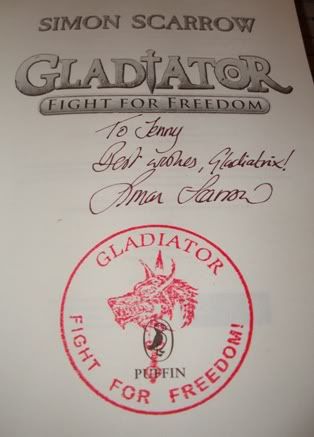 SIMON SCARROW
GLADIATOR
FIGHT FOR FREEDOM
To Jenny
Best wishes, Gladiatrix!
Simon Scarrow
GLADIATOR
PUFFIN
FIGHT FOR FREEDOM!